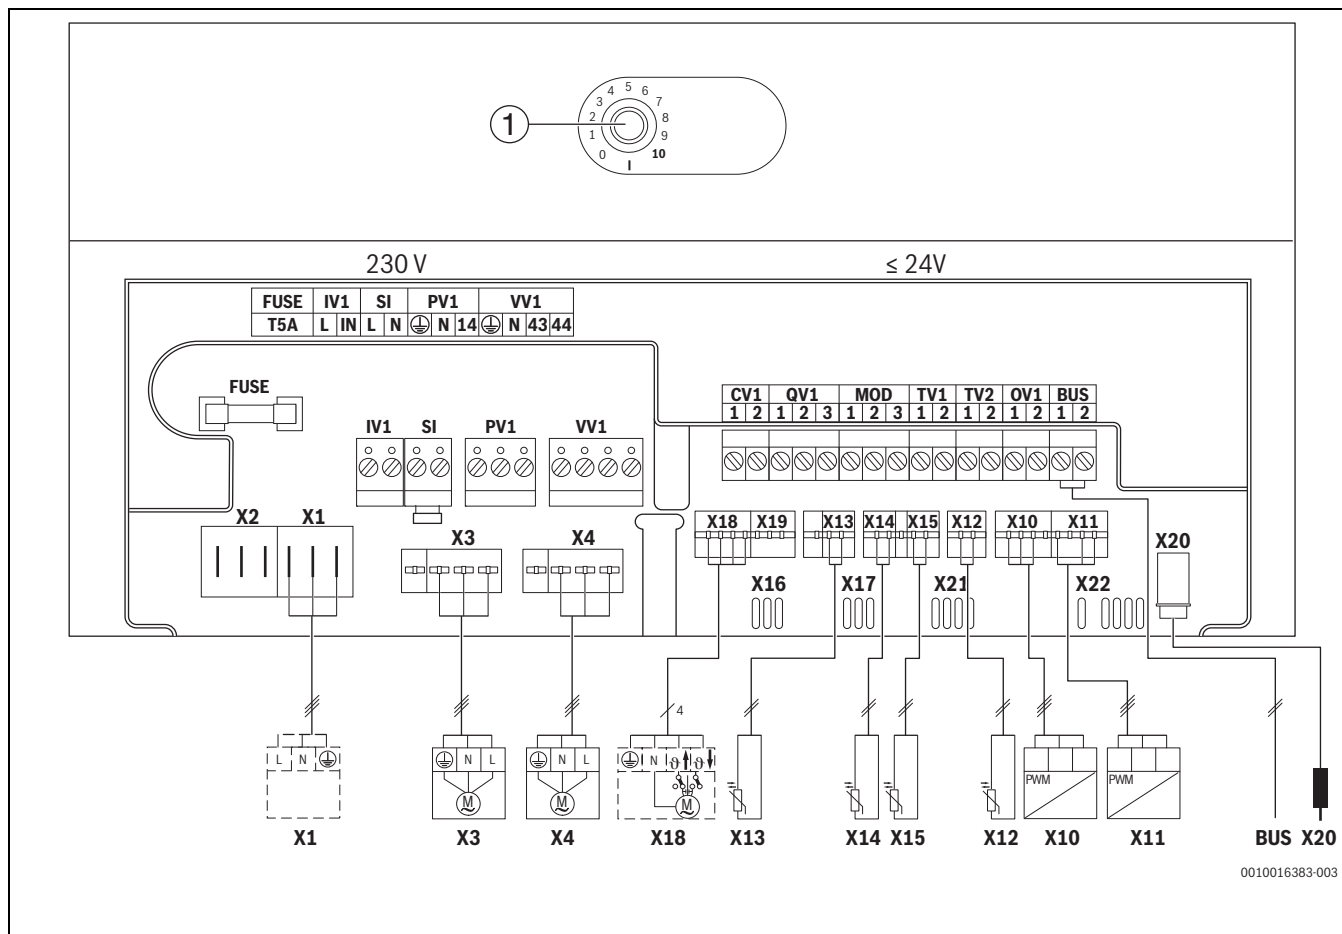 5
4 6
3 7
2 8
1 9
0 10
I
1
230 V ≤ 24V
FUSE IV1 SI PV1 VV1
T5A L IN L N N 14 N 43 44
FUSE
CV1 QV1 MOD TV1 TV2 OV1 BUS
1 2 1 2 3 1 2 3 1 2 1 2 1 2 1 2
IV1 SI PV1 VV1
X2 X1 X3 X4 X18 X19 X13 X14 X15 X12 X10 X11 X20
X16 X17 X21 X22
4
L N N L N L N ϑ ϑ
PWM PWM
M M M
X1 X3 X4 X18 X13 X14 X15 X12 X10 X11 BUS X20
0010016383-003